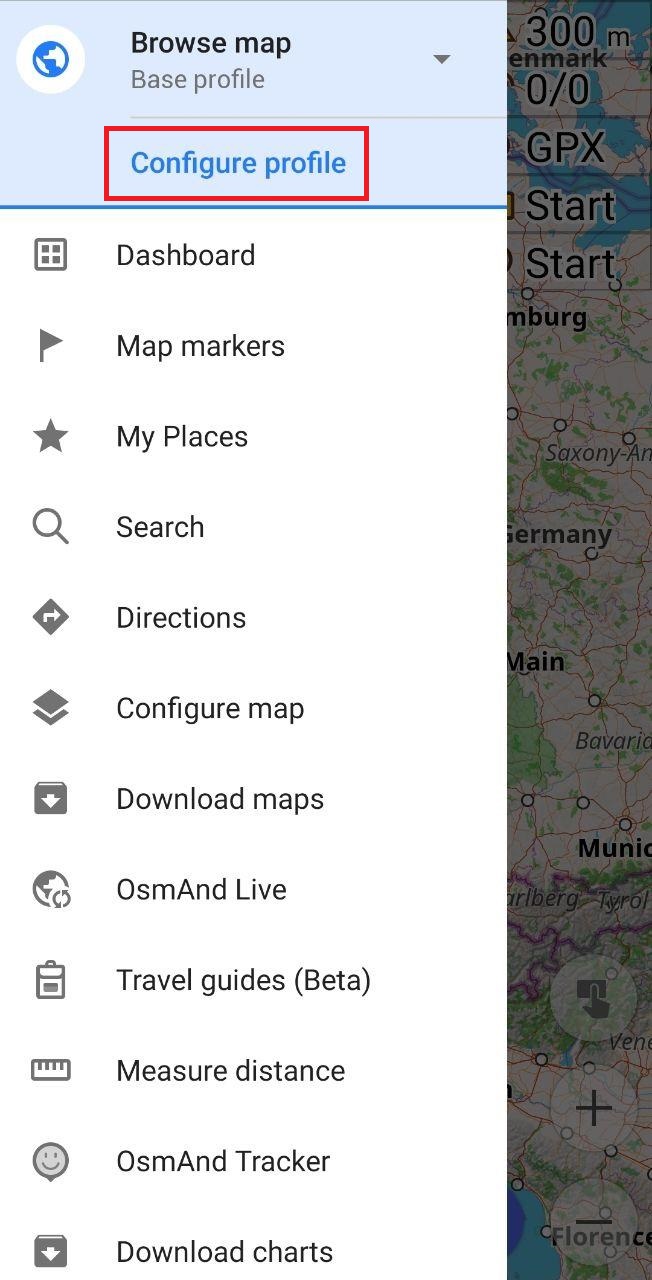 Browse map
Base profile
Configure profile
Dashboard
Map markers
My Places
Search
Directions
Configure map
Download maps
OsmAnd Live
Travel guides (Beta)
Measure distance
OsmAnd Tracker
Download charts
300 m
enmark
0/0
GPX
Start
Start
mburg
Saxony-An
Germany
Main
Bavaria
Munic
arlberg
Tyrol
Vene
Florence